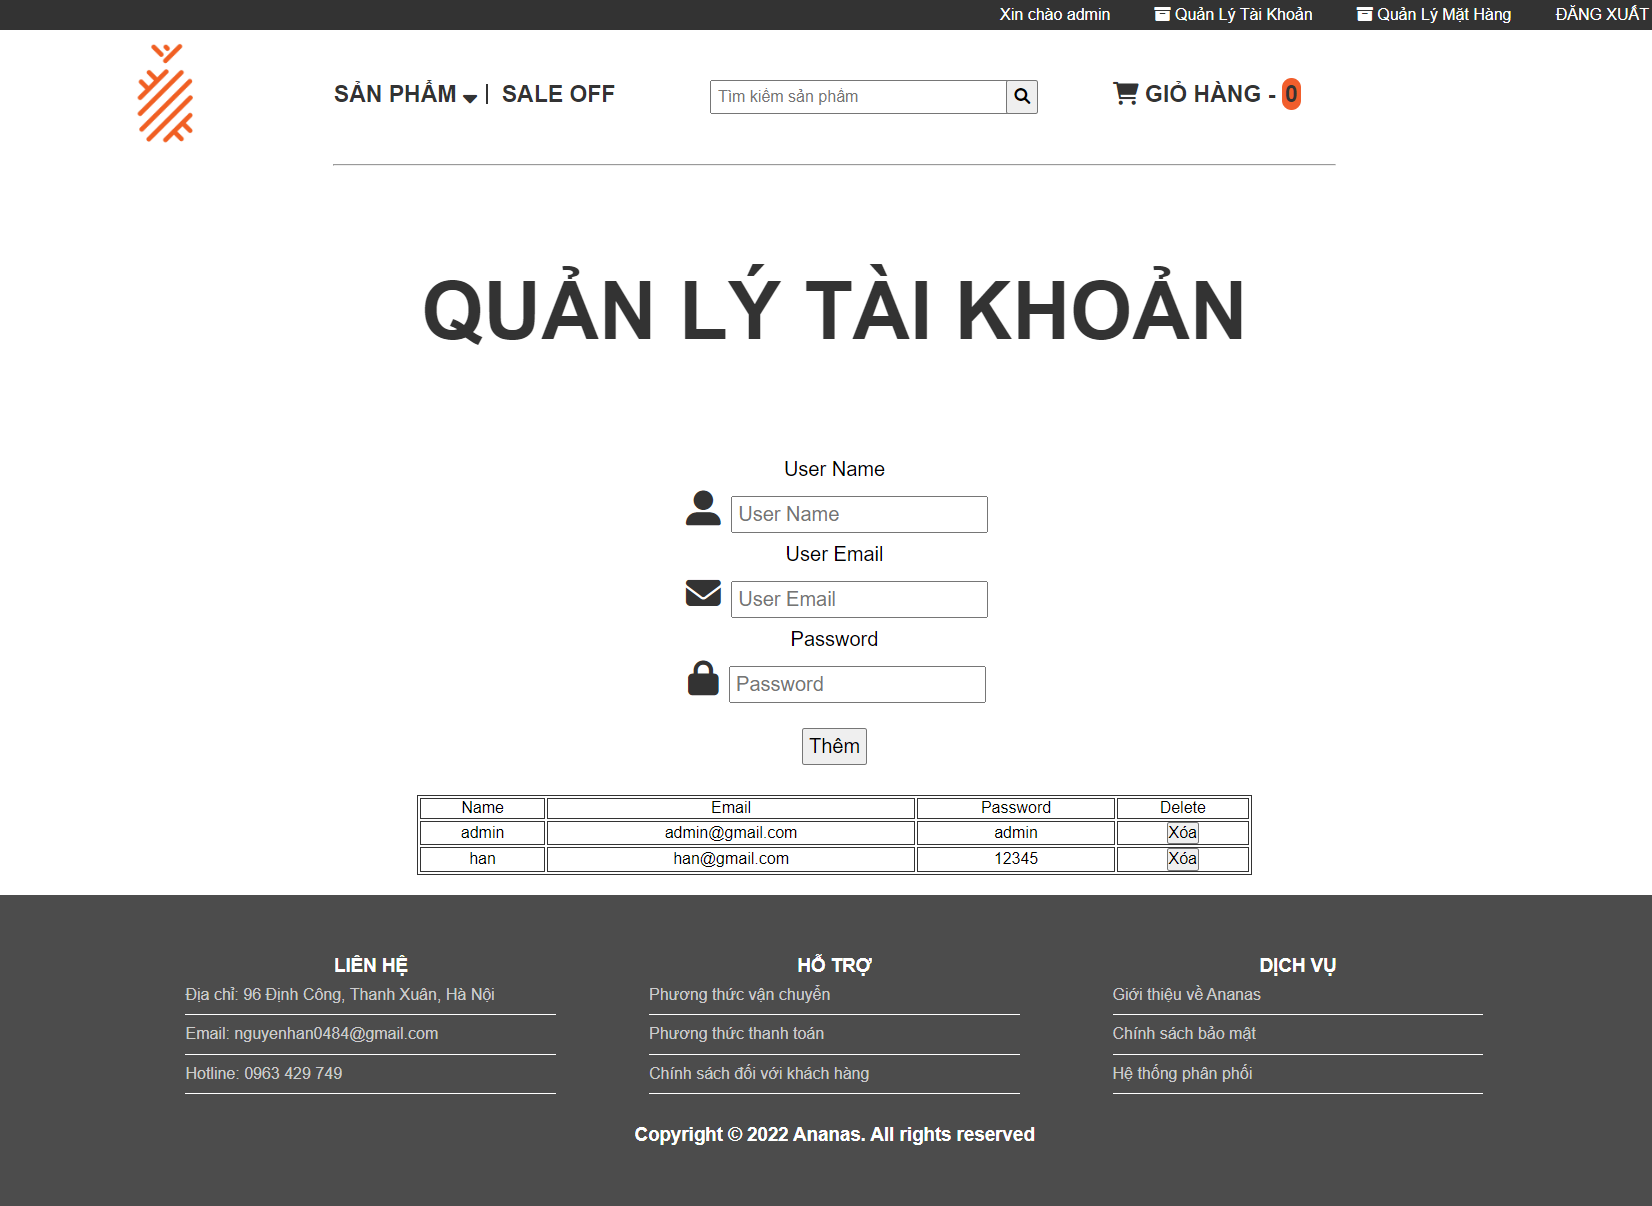 Xin chào admin Quản Lý Tài Khoản Quản Lý Mặt Hàng ĐĂNG XUẤT
SẢN PHẨM | SALE OFF Tìm kiếm sản phẩm GIỎ HÀNG - 0
QUẢN LÝ TÀI KHOẢN
User Name
User Name
User Email
User Email
Password
Password
Thêm
Name Email Password Delete
admin admin@gmail.com admin Xóa
han han@gmail.com 12345 Xóa
LIÊN HỆ HỖ TRỢ DỊCH VỤ
Địa chỉ: 96 Định Công, Thanh Xuân, Hà Nội Phương thức vận chuyển Giới thiệu về Ananas
Email: nguyenhan0484@gmail.com Phương thức thanh toán Chính sách bảo mật
Hotline: 0963 429 749 Chính sách đối với khách hàng Hệ thống phân phối
Copyright © 2022 Ananas. All rights reserved